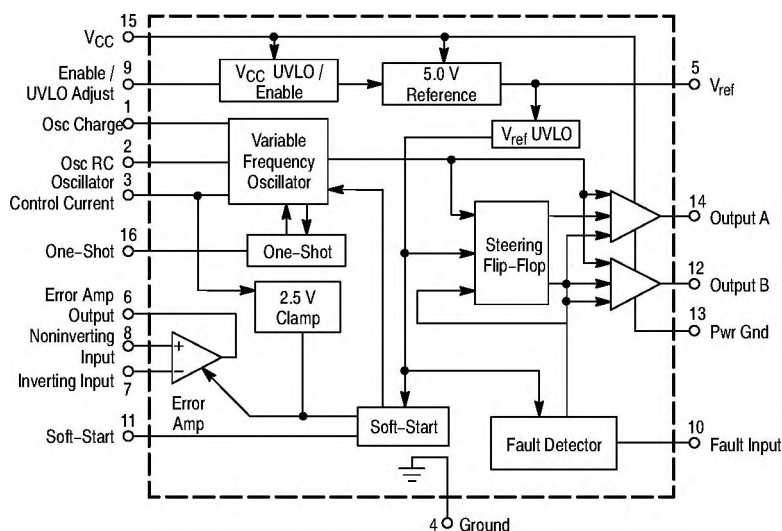 15
VCC
9
Enable /
UVLO Adjust
1
Osc Charge
2
Osc RC
Oscillator
3
Control Current
16
One–Shot
Error Amp
6
Output
Noninverting
8
Input
Inverting Input
7
11
Soft–Start
VCC UVLO /
Enable
5.0 V
Reference
Vref UVLO
Variable
Frequency
Oscillator
One–Shot
2.5 V
Clamp
Steering
Flip–Flop
+
–
Error
Amp
Soft–Start
Fault Detector
5
Vref
14
Output A
12
Output B
13
Pwr Gnd
10
Fault Input
4
Ground